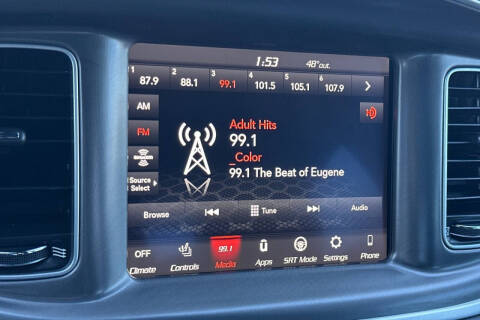 1:53 48° out.
1 2 3 4 5 6
87.9 88.1 99.1 101.5 105.1 107.9
AM
FM
Source
Select
Adult Hits
99.1
_Color
99.1 The Beat of Eugene
Browse Tune Audio
OFF 99.1
Climate Controls Media Apps SRT Mode Settings Phone